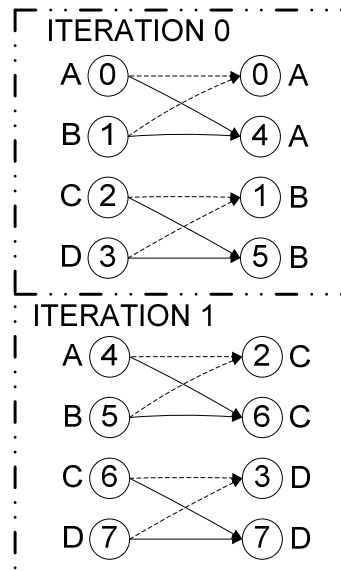 ITERATION 0
A 0 0 A
B 1 4 A
C 2 1 B
D 3 5 B
ITERATION 1
A 4 2 C
B 5 6 C
C 6 3 D
D 7 7 D